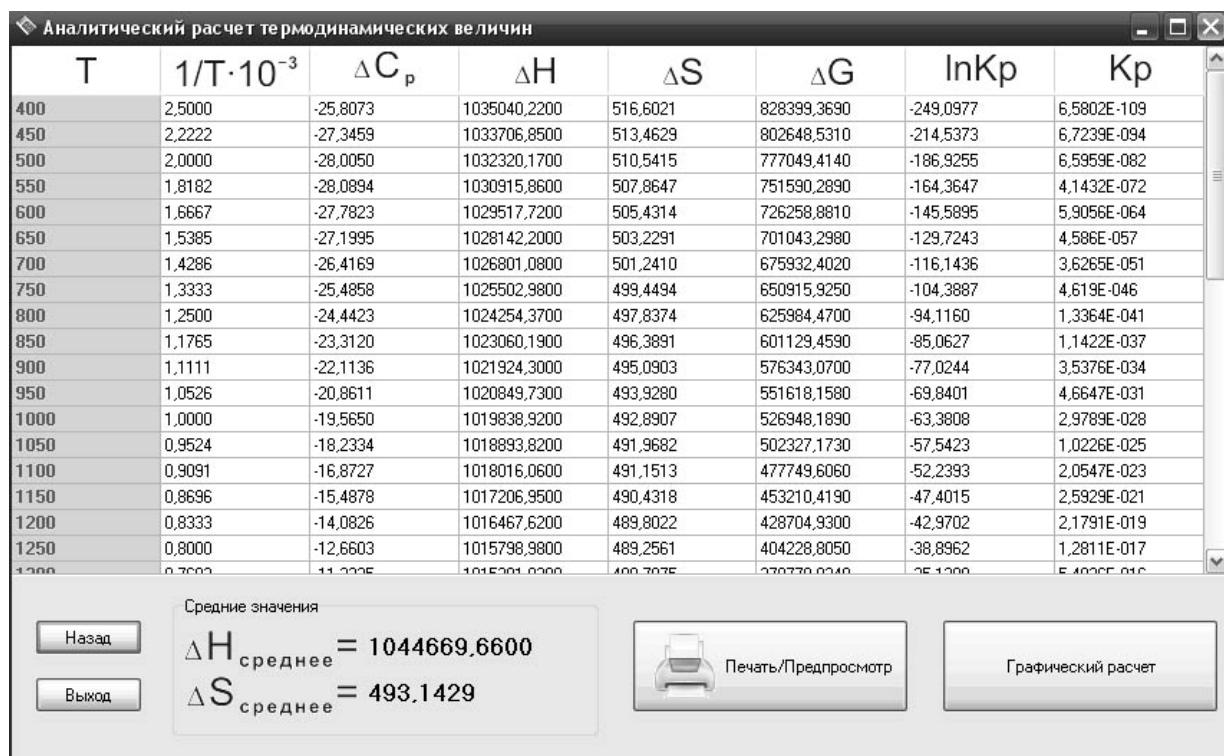 Аналитический расчет термодинамических величин
T 1/T·10⁻³ ΔCp ΔH ΔS ΔG lnKp Kp
400 2,5000 -25,8073 1035040,2200 516,6021 828399,3690 -249,0977 6,5802E-109
450 2,2222 -27,3459 1033706,8500 513,4629 802648,5310 -214,5373 6,7239E-094
500 2,0000 -28,0050 1032320,1700 510,5415 777049,4140 -186,9255 6,5959E-082
550 1,8182 -28,0894 1030915,8600 507,8647 751590,2890 -164,3647 4,1432E-072
600 1,6667 -27,7823 1029517,7200 505,4314 726258,8810 -145,5895 5,9056E-064
650 1,5385 -27,1995 1028142,2000 503,2291 701043,2980 -129,7243 4,586E-057
700 1,4286 -26,4169 1026801,0800 501,2410 675932,4020 -116,1436 3,6265E-051
750 1,3333 -25,4858 1025502,9800 499,4494 650915,9250 -104,3887 4,619E-046
800 1,2500 -24,4423 1024254,3700 497,8374 625984,4700 -94,1160 1,3364E-041
850 1,1765 -23,3120 1023060,1900 496,3891 601129,4590 -85,0627 1,1422E-037
900 1,1111 -22,1136 1021924,3000 495,0903 576343,0700 -77,0244 3,5376E-034
950 1,0526 -20,8611 1020849,7300 493,9280 551618,1580 -69,8401 4,6647E-031
1000 1,0000 -19,5650 1019838,9200 492,8907 526948,1890 -63,3808 2,9789E-028
1050 0,9524 -18,2334 1018893,8200 491,9682 502327,1730 -57,5423 1,0226E-025
1100 0,9091 -16,8727 1018016,0600 491,1513 477749,6060 -52,2393 2,0547E-023
1150 0,8696 -15,4878 1017206,9500 490,4318 453210,4190 -47,4015 2,5929E-021
1200 0,8333 -14,0826 1016467,6200 489,8022 428704,9300 -42,9702 2,1791E-019
1250 0,8000 -12,6603 1015798,9800 489,2561 404228,8050 -38,8962 1,2811E-017
Средние значения
Назад
ΔH среднее = 1044669,6600
Печать/Предпросмотр
Графический расчет
Выход
ΔS среднее = 493,1429